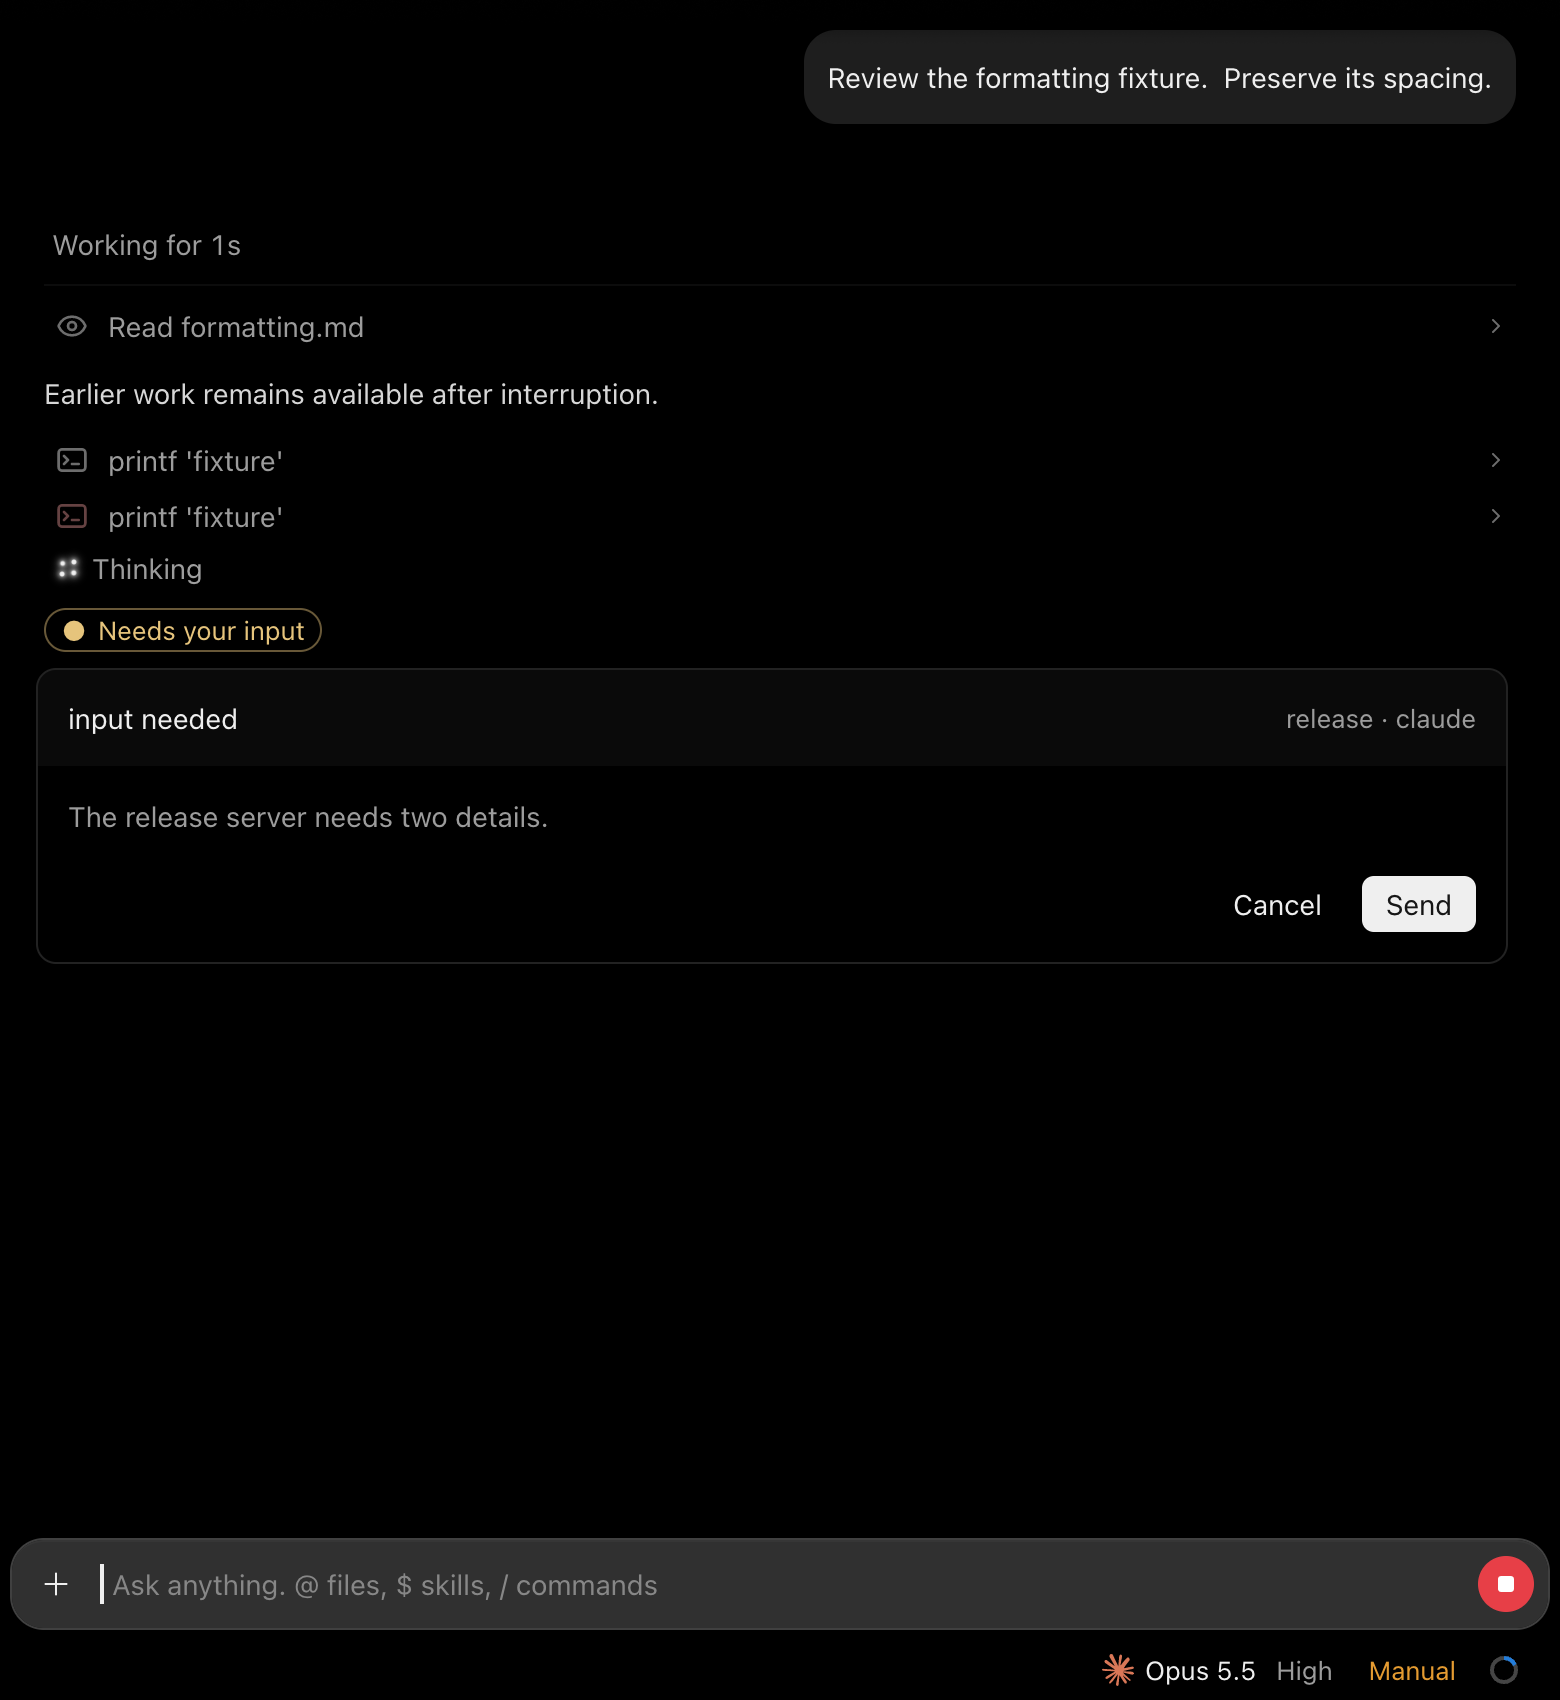 Review the formatting fixture.  Preserve its spacing.
Working for 1s
Read formatting.md
Earlier work remains available after interruption.
printf 'fixture'
printf 'fixture'
Thinking
Needs your input
input needed
release · claude
The release server needs two details.
Cancel
Send
Ask anything. @ files, $ skills, / commands
Opus 5.5 High Manual